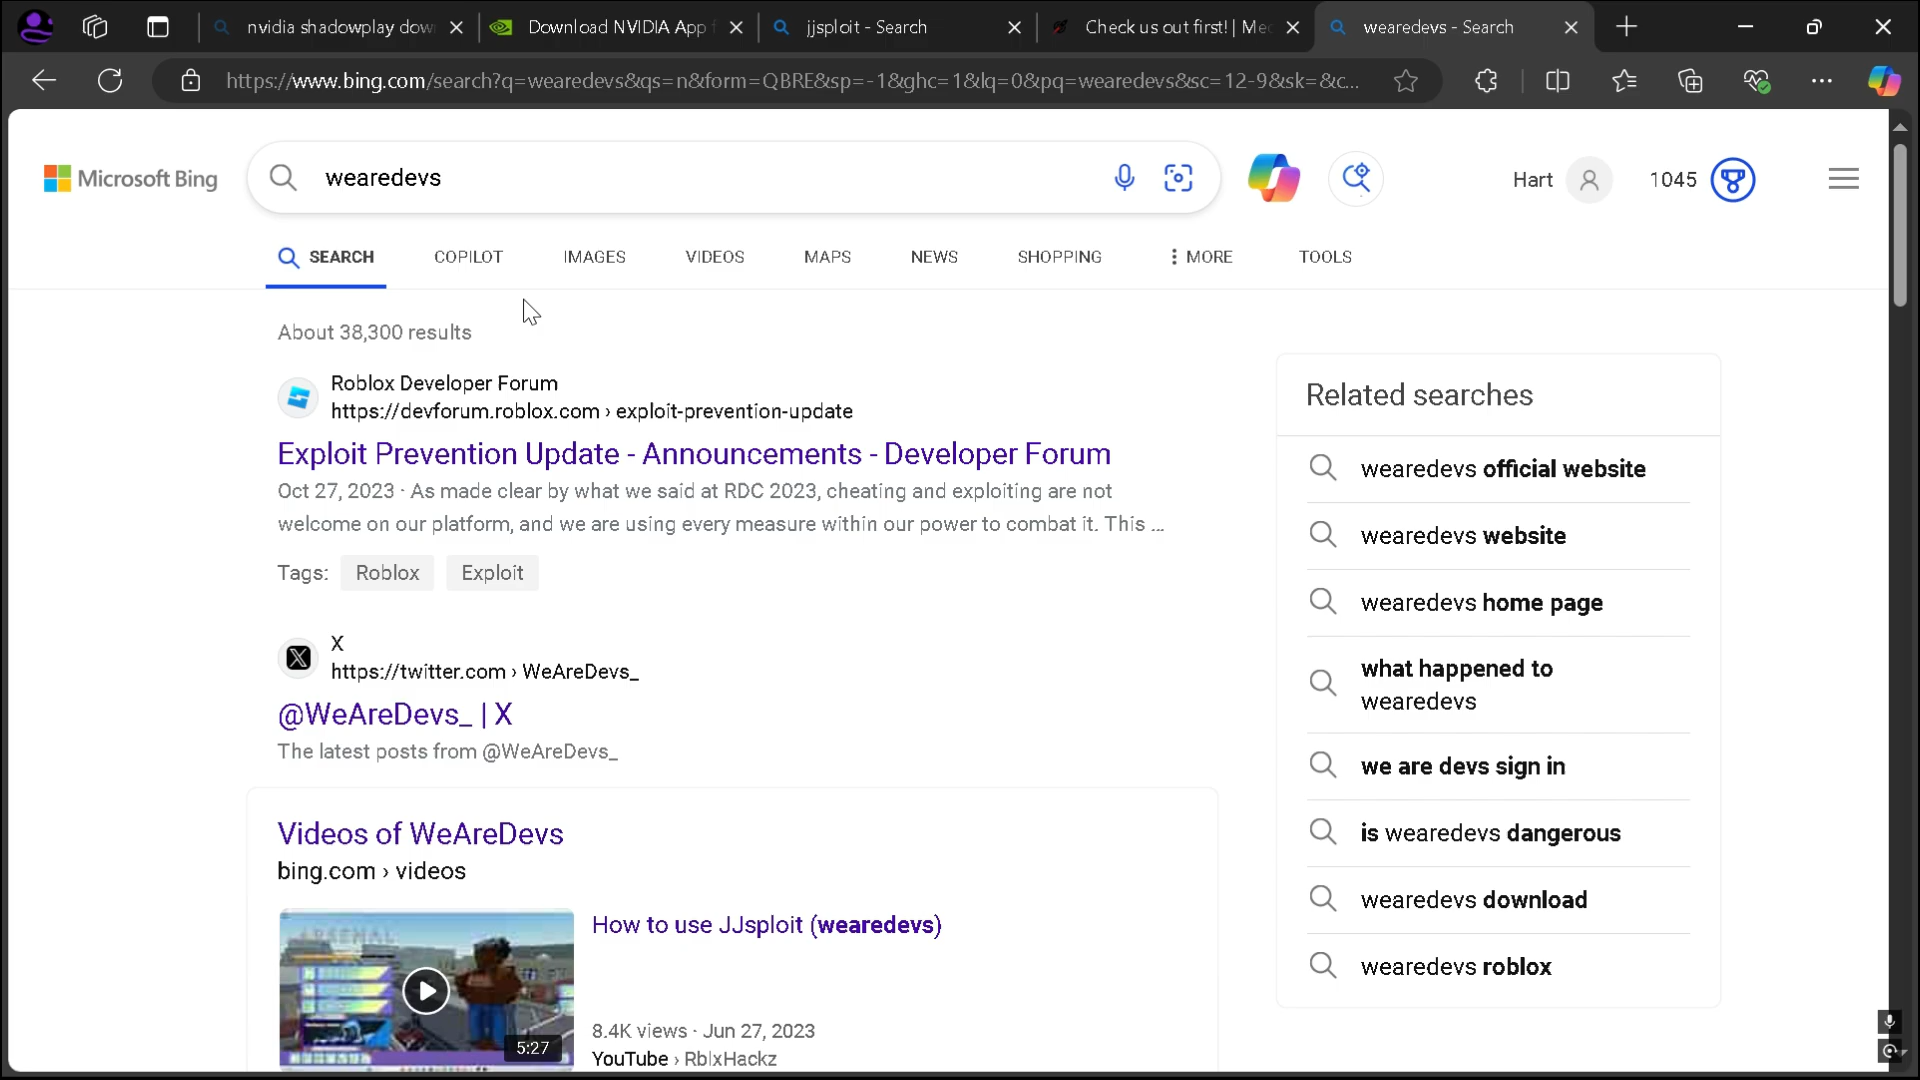 nvidia shadowplay dow
Download NVIDIA App f
jjsploit - Search
Check us out first! | Mec
wearedevs - Search
https://www.bing.com/search?q=wearedevs&qs=n&form=QBRE&sp=-1&ghc=1&lq=0&pq=wearedevs&sc=12-9&sk=&c...
Microsoft Bing
wearedevs
Hart
1045
SEARCH COPILOT IMAGES VIDEOS MAPS NEWS SHOPPING MORE TOOLS
About 38,300 results
Roblox Developer Forum
https://devforum.roblox.com › exploit-prevention-update
Exploit Prevention Update - Announcements - Developer Forum
Oct 27, 2023 · As made clear by what we said at RDC 2023, cheating and exploiting are not
welcome on our platform, and we are using every measure within our power to combat it. This ...
Tags: Roblox Exploit
X
https://twitter.com › WeAreDevs_
@WeAreDevs_ | X
The latest posts from @WeAreDevs_
Videos of WeAreDevs
bing.com › videos
ARSENAL
5:27
How to use JJsploit (wearedevs)
8.4K views · Jun 27, 2023
YouTube › RblxHackz
Related searches
wearedevs official website
wearedevs website
wearedevs home page
what happened to
wearedevs
we are devs sign in
is wearedevs dangerous
wearedevs download
wearedevs roblox